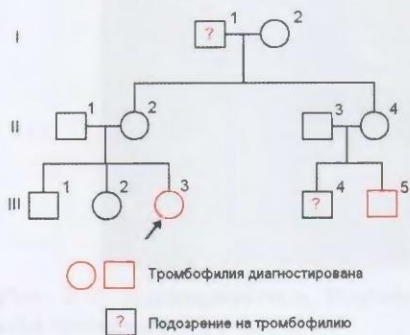 I
?
1
2
II
1
2
3
4
III
1
2
3
?
4
5
Тромбофилия диагностирована
?
Подозрение на тромбофилию